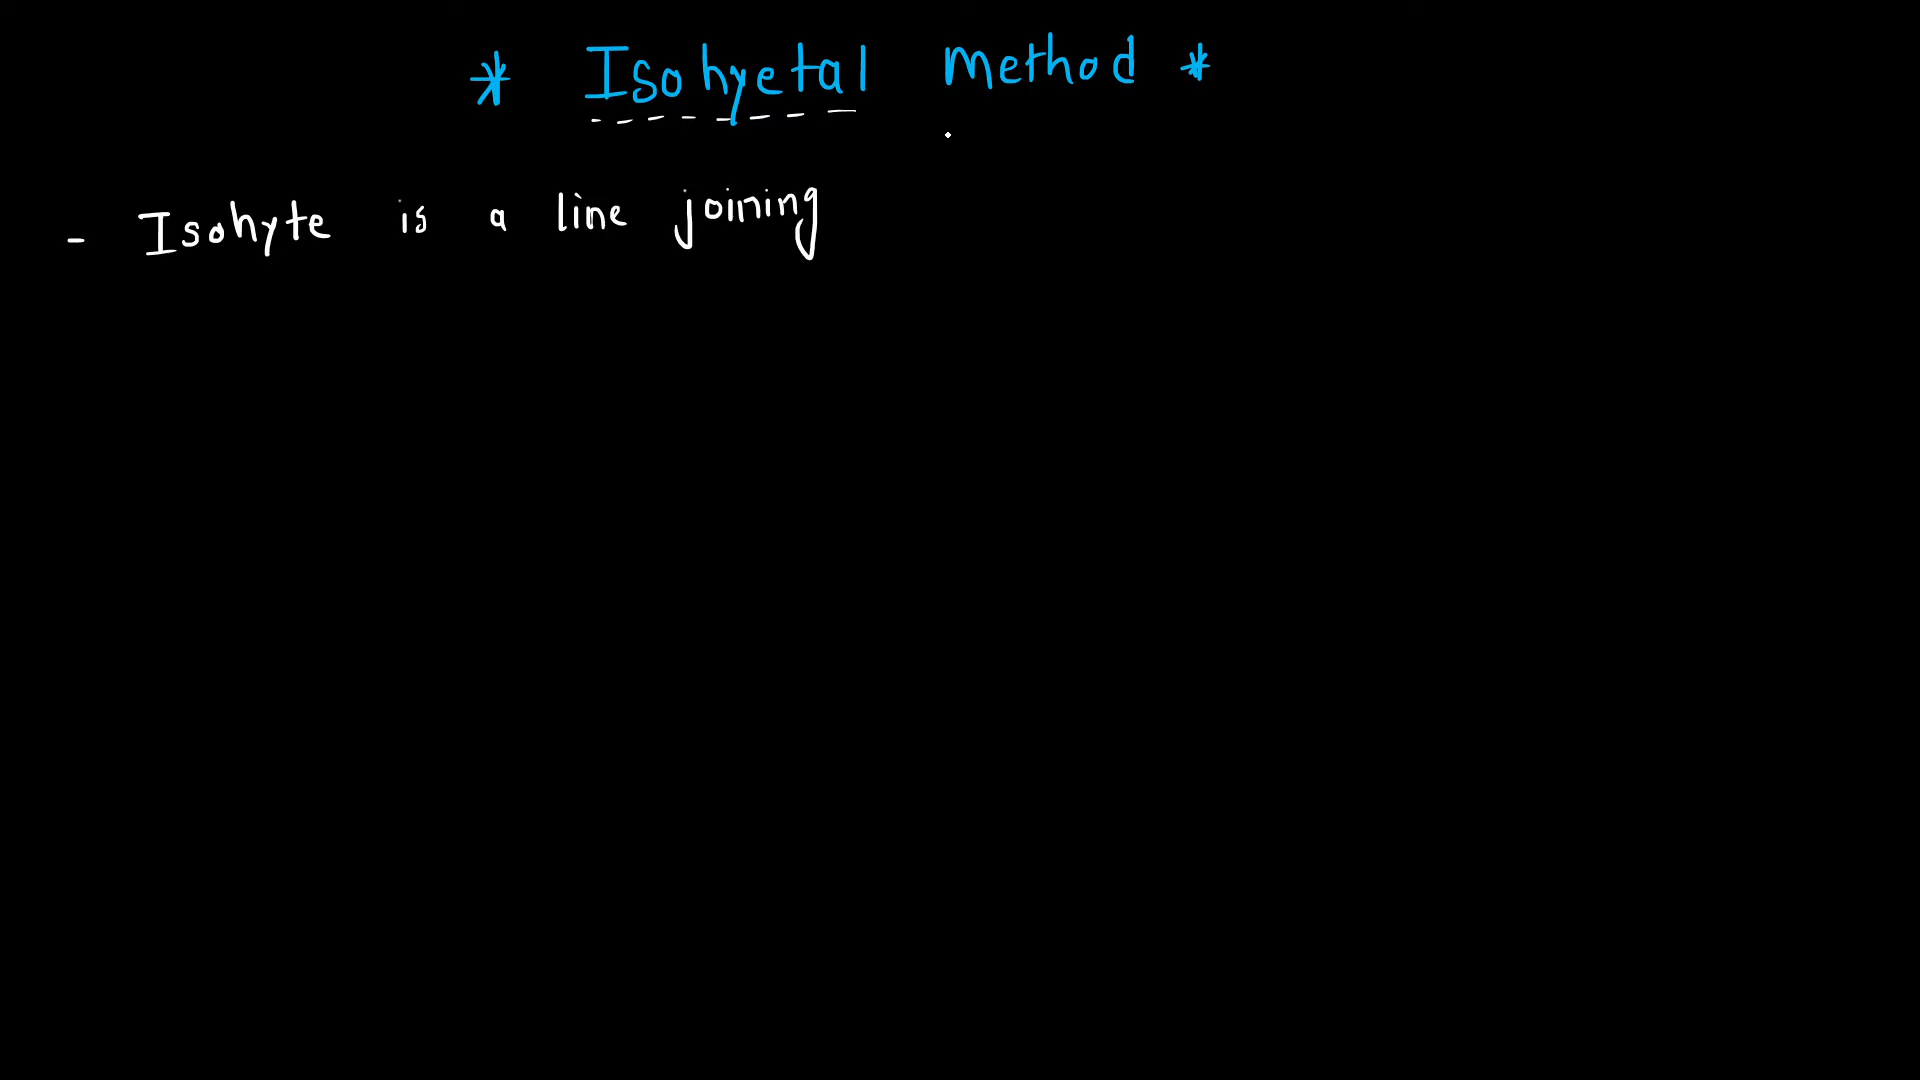 * Isohyetal Method *
- Isohyte is a line joining